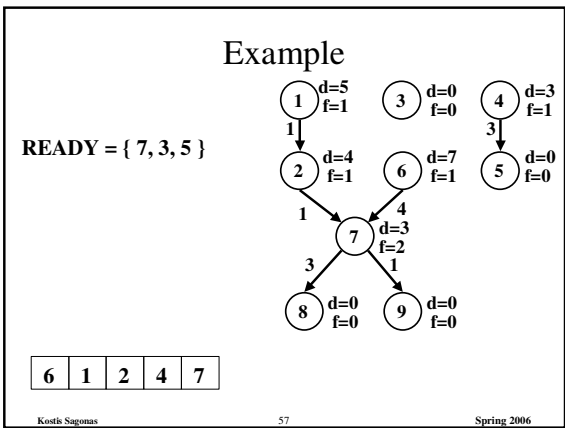 Example
1 d=5 f=1
3 d=0 f=0
4 d=3 f=1
1
3
READY = { 7, 3, 5 }
2 d=4 f=1
6 d=7 f=1
5 d=0 f=0
1
4
7 d=3 f=2
3
1
8 d=0 f=0
9 d=0 f=0
6 1 2 4 7
Kostis Sagonas 57 Spring 2006